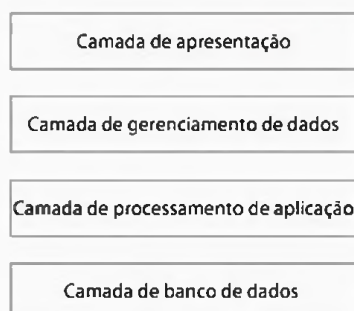 Camada de apresentação
Camada de gerenciamento de dados
Camada de processamento de aplicação
Camada de banco de dados